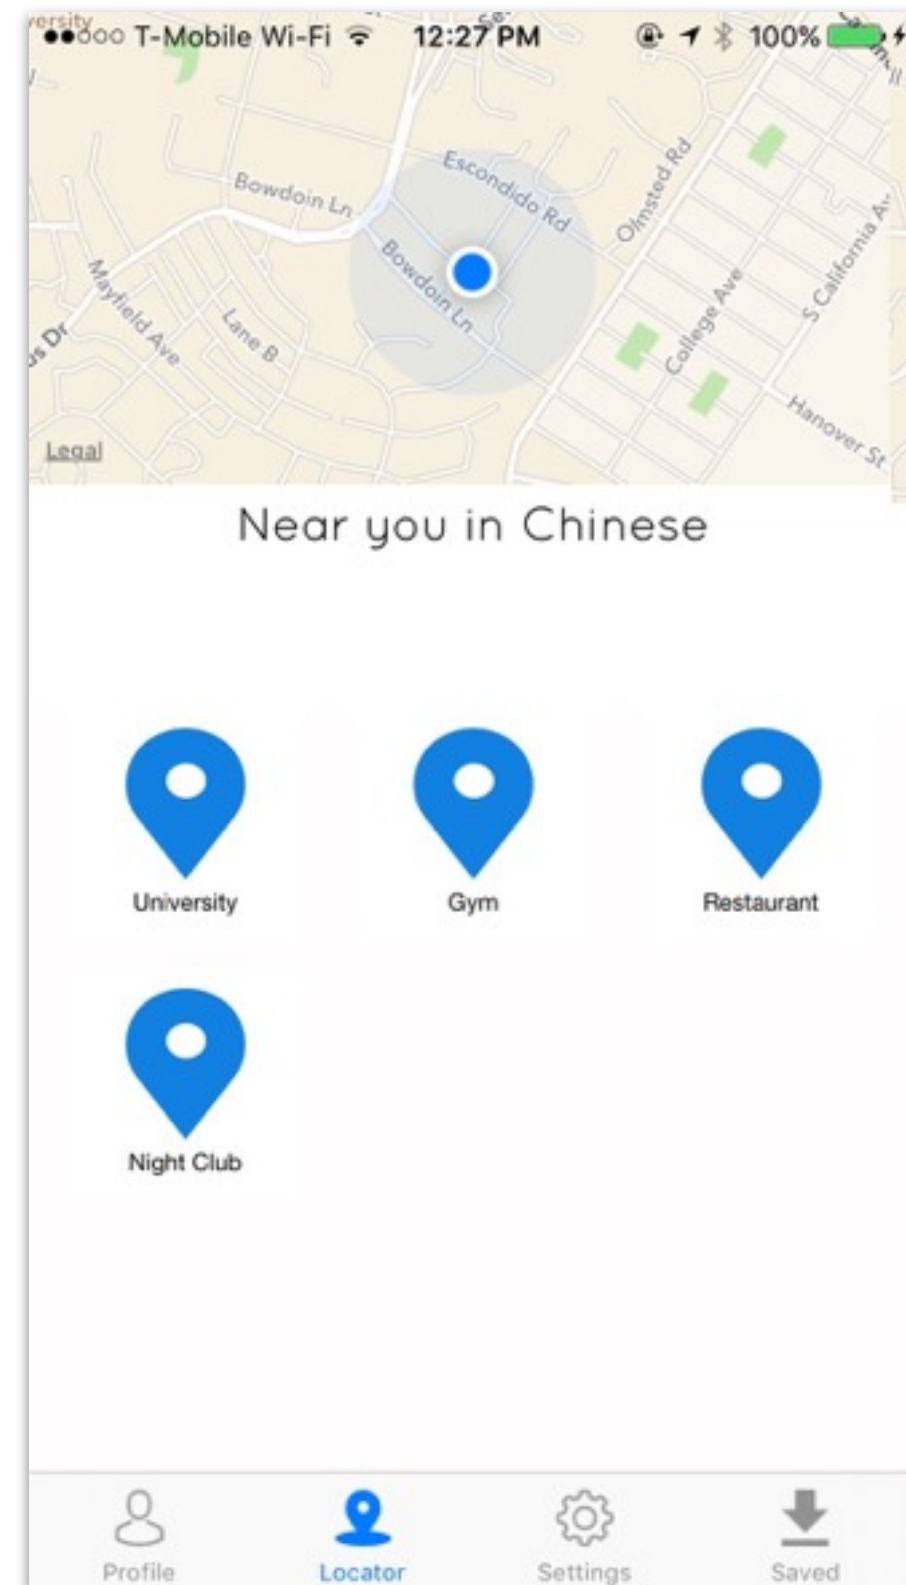 versity
T-Mobile Wi-Fi 12:27 PM 100%
Escondido Rd
Olmsted Rd
Bowdoin Ln
Bowdoin Ln
S California Av
Mayfield Ave
Lane B
College Ave
Hanover St
Legal
Near you in Chinese
University Gym Restaurant
Night Club
Profile Locator Settings Saved